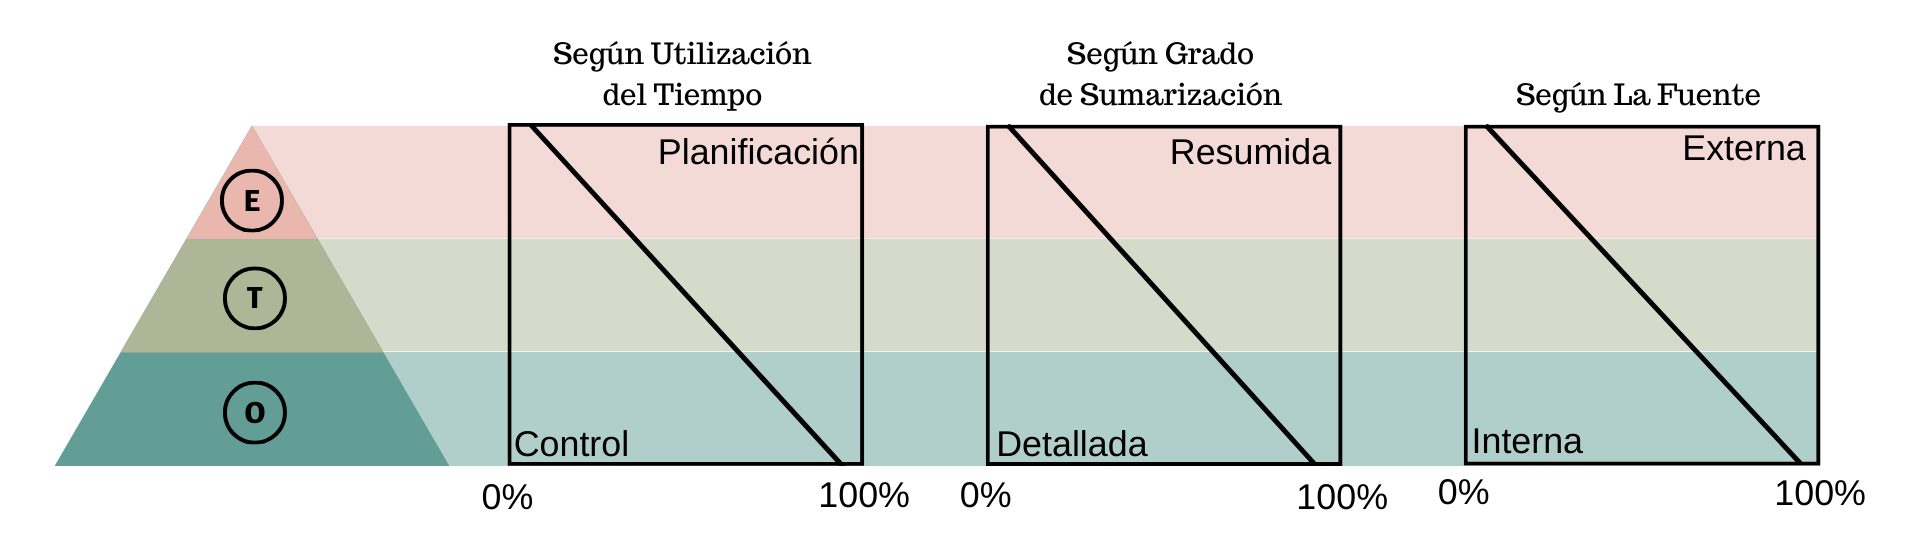 Según Utilización
del Tiempo
Según Grado
de Sumarización
Según La Fuente
E
T
O
Planificación
Control
0%
100%
Resumida
Detallada
0%
100%
Externa
Interna
0%
100%